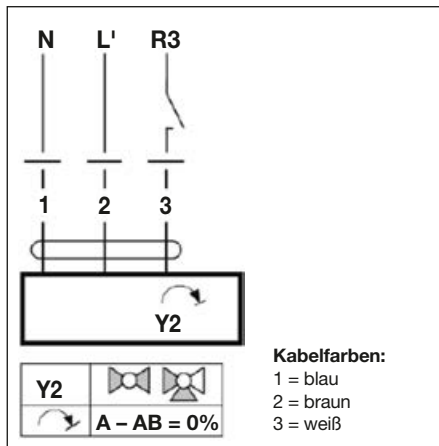 N L' R3
1 2 3
Y2
Y2
A – AB = 0%
Kabelfarben:
1 = blau
2 = braun
3 = weiß